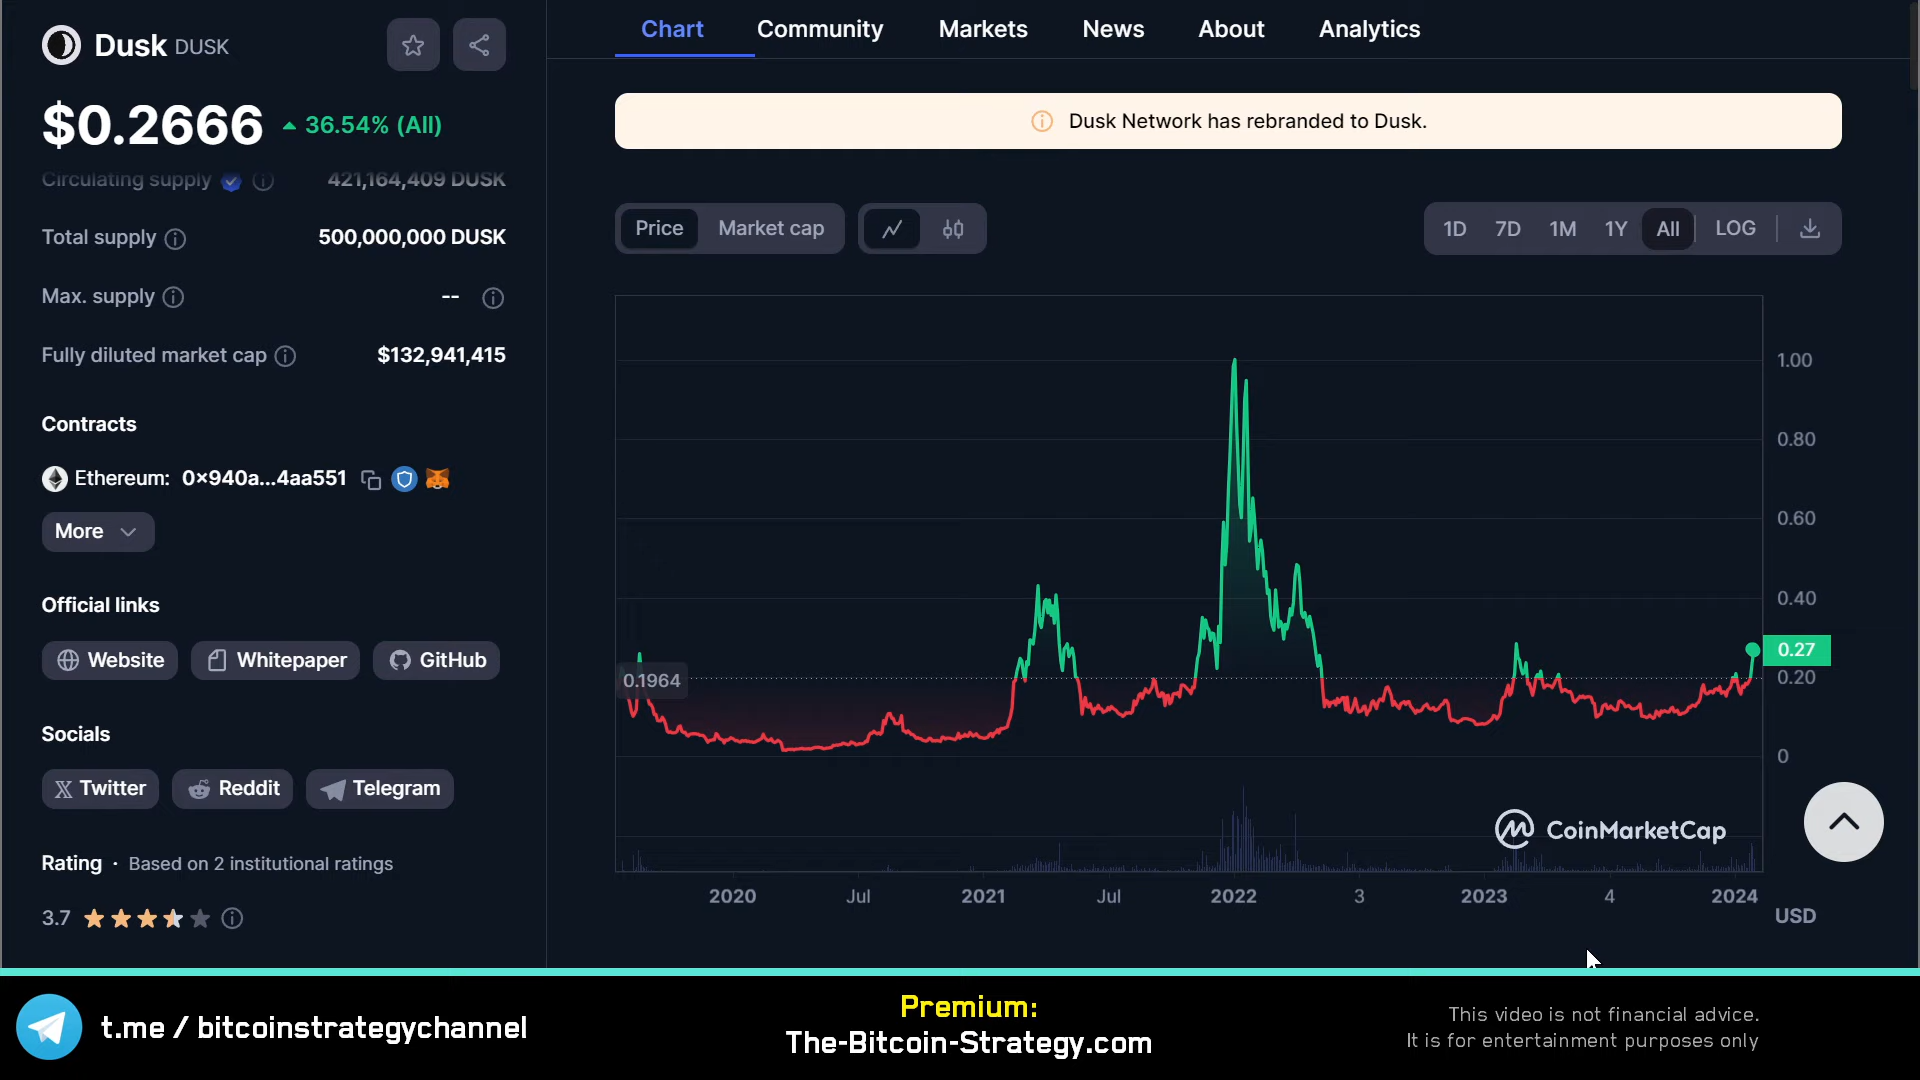 Dusk DUSK
$0.2666 36.54% (All)
Circulating supply 421,164,409 DUSK
Total supply 500,000,000 DUSK
Max. supply --
Fully diluted market cap $132,941,415
Contracts
Ethereum: 0x940a...4aa551
More
Official links
Website Whitepaper GitHub
Socials
Twitter Reddit Telegram
Rating · Based on 2 institutional ratings
3.7
Chart Community Markets News About Analytics
Dusk Network has rebranded to Dusk.
Price Market cap
1D 7D 1M 1Y All LOG
1.00
0.80
0.60
0.40
0.27
0.20
0
0.1964
CoinMarketCap
2020 Jul 2021 Jul 2022 3 2023 4 2024
USD
t.me / bitcoinstrategychannel
Premium:
The-Bitcoin-Strategy.com
This video is not financial advice.
It is for entertainment purposes only